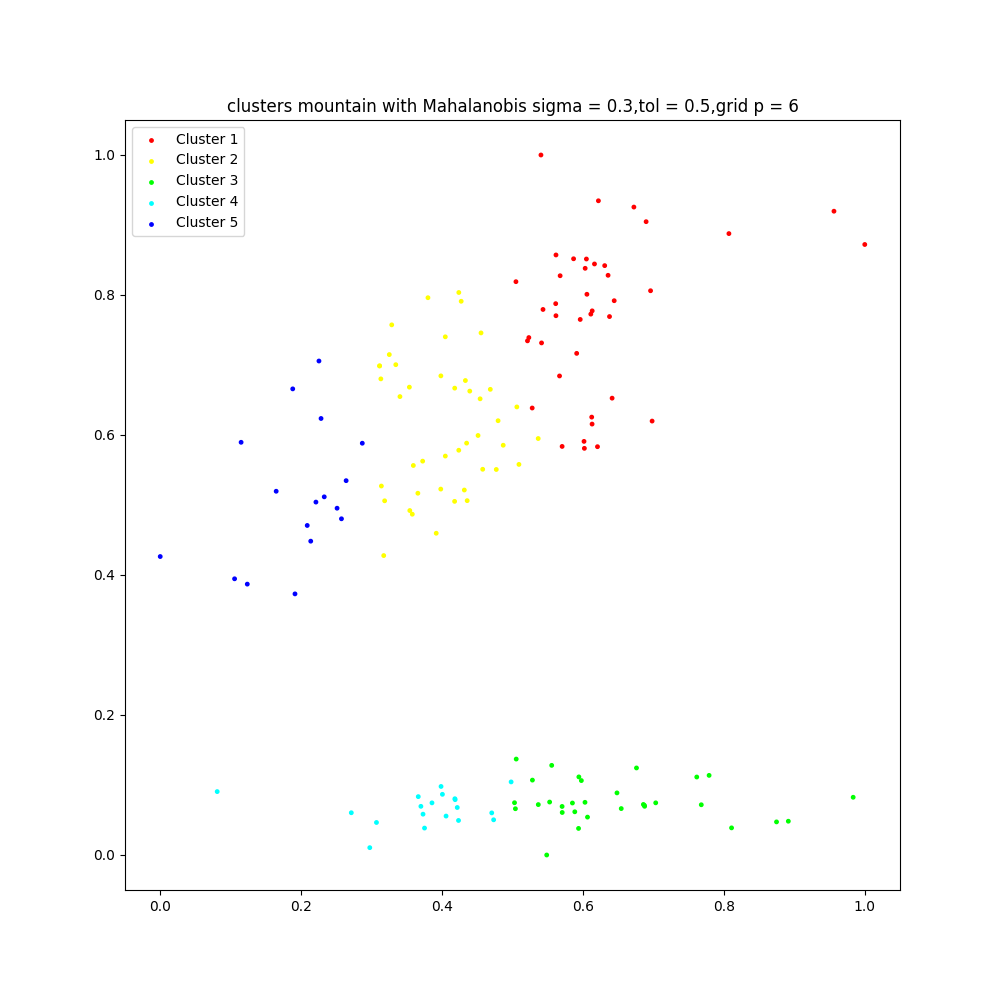 clusters mountain with Mahalanobis sigma = 0.3,tol = 0.5,grid p = 6
Cluster 1
Cluster 2
Cluster 3
Cluster 4
Cluster 5
1.0
0.8
0.6
0.4
0.2
0.0
0.0 0.2 0.4 0.6 0.8 1.0